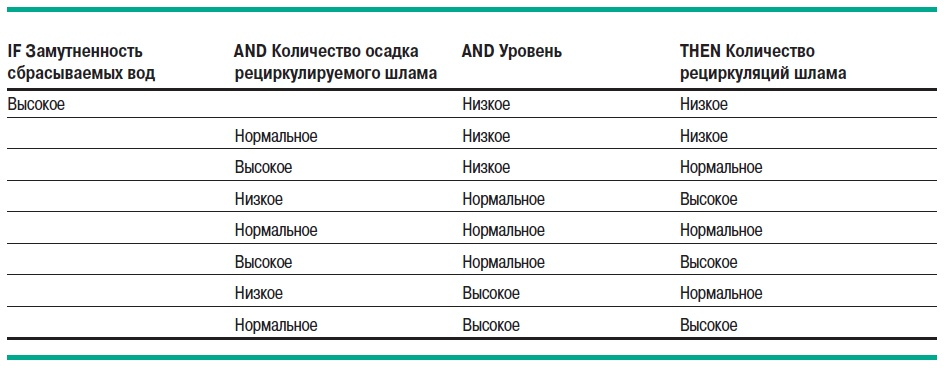 IF Замутненность AND Количество осадка AND Уровень THEN Количество
сбрасываемых вод рециркулируемого шлама рециркуляций шлама
Высокое Низкое Низкое
Нормальное Низкое Низкое
Высокое Низкое Нормальное
Низкое Нормальное Высокое
Нормальное Нормальное Нормальное
Высокое Нормальное Высокое
Низкое Высокое Нормальное
Нормальное Высокое Высокое